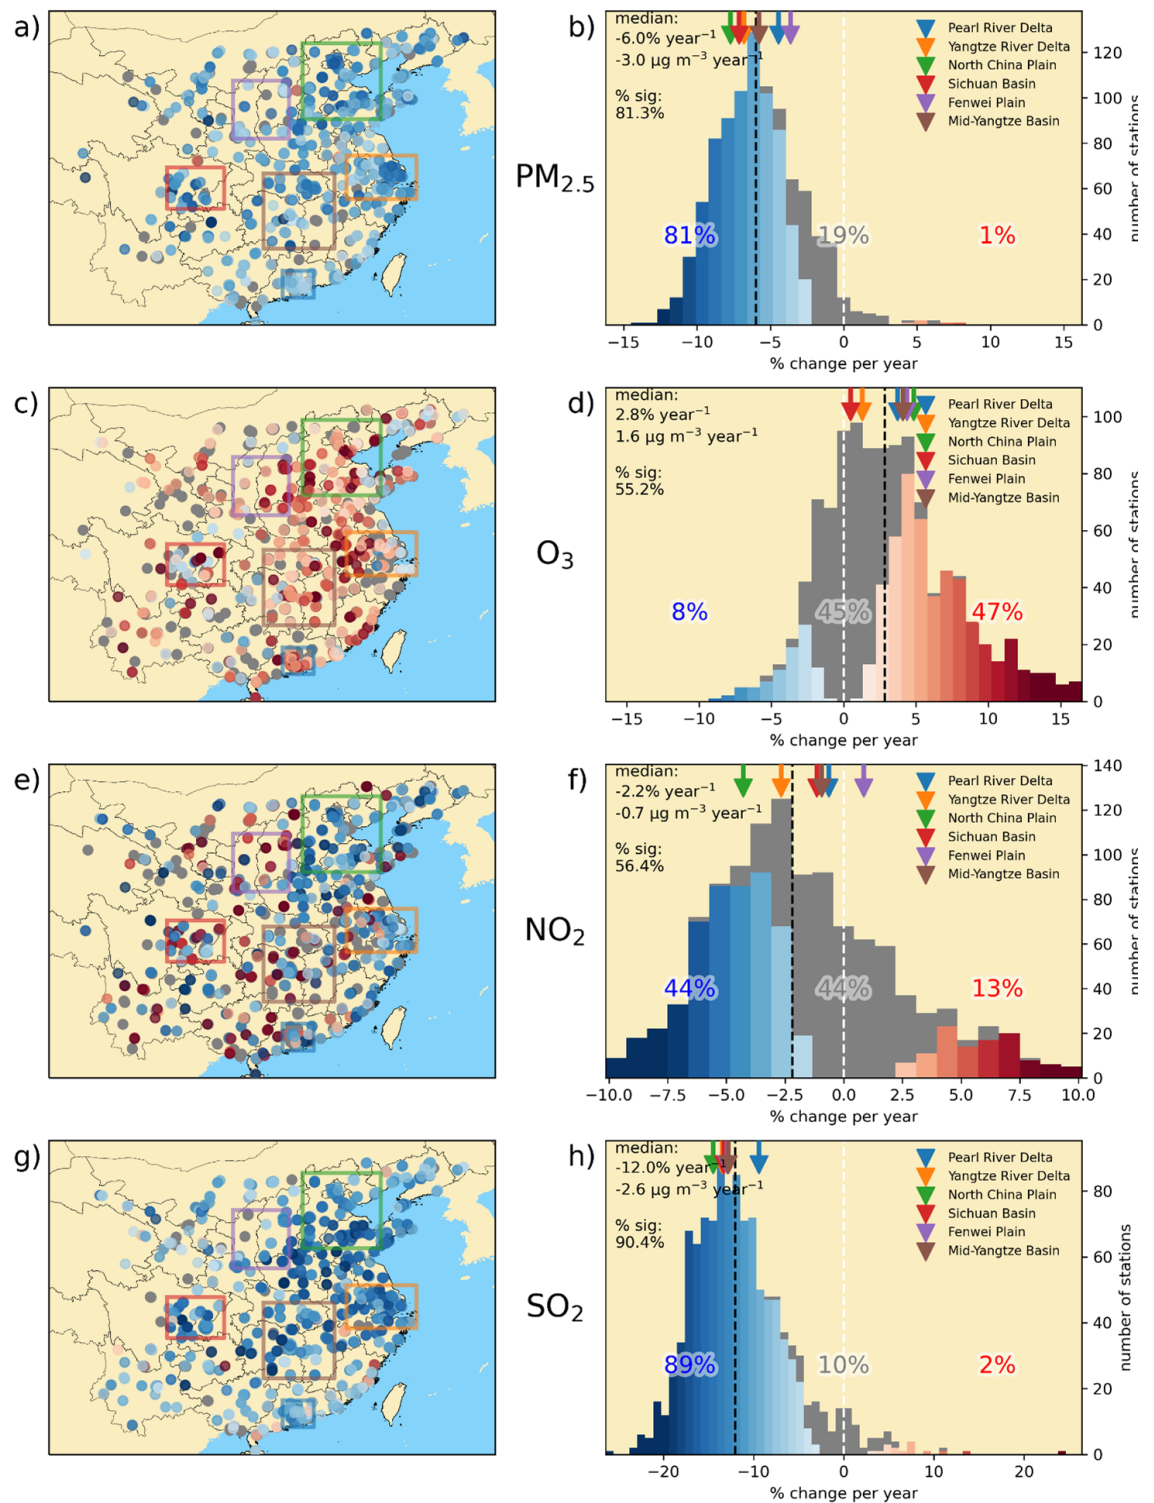 a)
b)
median:
-6.0% year⁻¹
-3.0 µg m⁻³ year⁻¹
% sig:
81.3%
Pearl River Delta
Yangtze River Delta
North China Plain
Sichuan Basin
Fenwei Plain
Mid-Yangtze Basin
PM₂.₅
81%
19%
1%
120
100
80
60
40
20
0
number of stations
−15
−10
−5
0
5
10
15
% change per year
c)
d)
median:
2.8% year⁻¹
1.6 µg m⁻³ year⁻¹
% sig:
55.2%
Pearl River Delta
Yangtze River Delta
North China Plain
Sichuan Basin
Fenwei Plain
Mid-Yangtze Basin
O₃
8%
45%
47%
100
80
60
40
20
0
number of stations
−15
−10
−5
0
5
10
15
% change per year
e)
f)
median:
-2.2% year⁻¹
-0.7 µg m⁻³ year⁻¹
% sig:
56.4%
Pearl River Delta
Yangtze River Delta
North China Plain
Sichuan Basin
Fenwei Plain
Mid-Yangtze Basin
NO₂
44%
44%
13%
140
120
100
80
60
40
20
0
number of stations
−10.0
−7.5
−5.0
−2.5
0.0
2.5
5.0
7.5
10.0
% change per year
g)
h)
median:
-12.0% year⁻¹
-2.6 µg m⁻³ year⁻¹
% sig:
90.4%
Pearl River Delta
Yangtze River Delta
North China Plain
Sichuan Basin
Fenwei Plain
Mid-Yangtze Basin
SO₂
89%
10%
2%
80
60
40
20
0
number of stations
−20
−10
0
10
20
% change per year